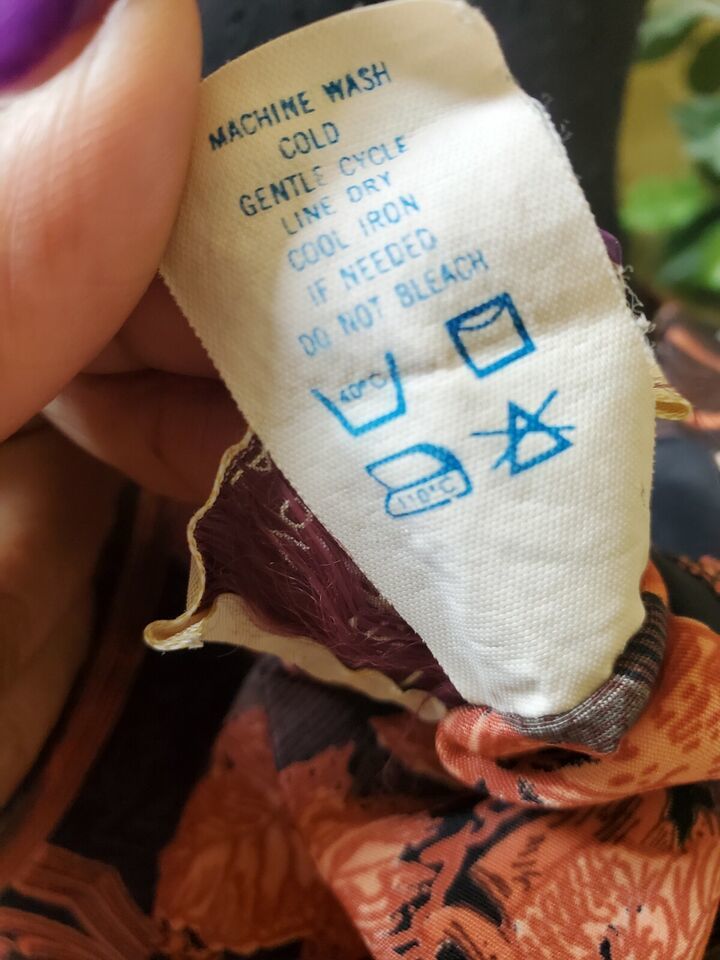 MACHINE WASH
COLD
GENTLE CYCLE
LINE DRY
COOL IRON
IF NEEDED
DO NOT BLEACH
40°C
110°C